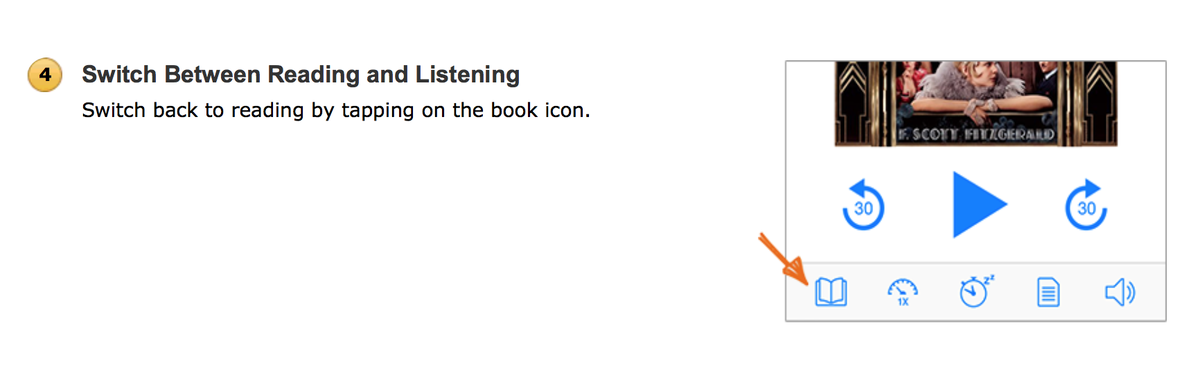 4 Switch Between Reading and Listening
Switch back to reading by tapping on the book icon.
F. SCOTT FITZGERALD
30
30
1X
zz